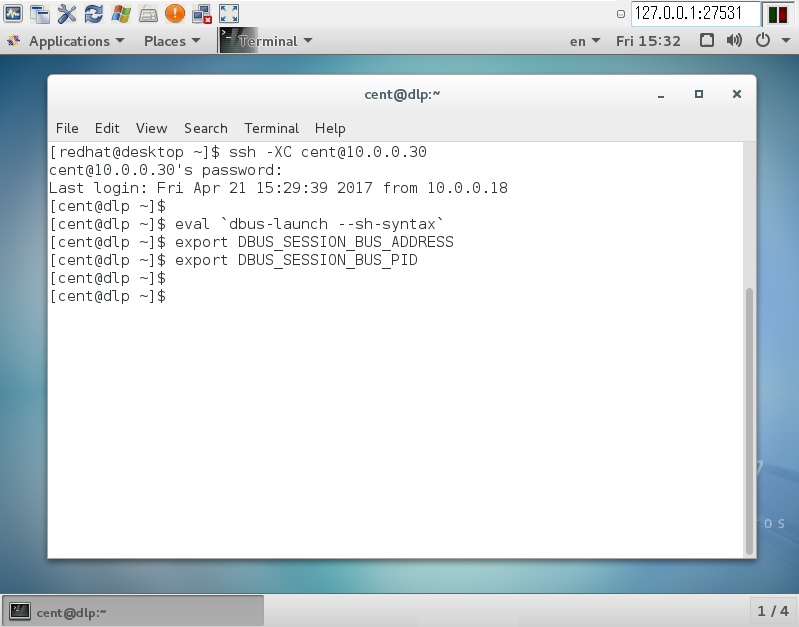 127.0.0.1:27531
Applications Places Terminal en Fri 15:32
cent@dlp:~
File Edit View Search Terminal Help
[redhat@desktop ~]$ ssh -XC cent@10.0.0.30
cent@10.0.0.30's password:
Last login: Fri Apr 21 15:29:39 2017 from 10.0.0.18
[cent@dlp ~]$
[cent@dlp ~]$ eval `dbus-launch --sh-syntax`
[cent@dlp ~]$ export DBUS_SESSION_BUS_ADDRESS
[cent@dlp ~]$ export DBUS_SESSION_BUS_PID
[cent@dlp ~]$
[cent@dlp ~]$
7
OS
cent@dlp:~ 1 / 4